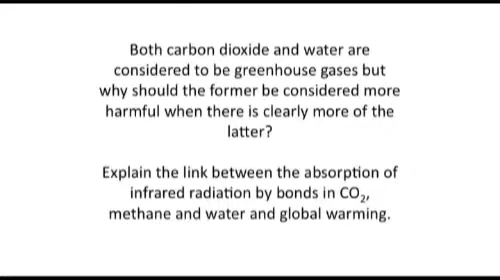 Both carbon dioxide and water are
considered to be greenhouse gases but
why should the former be considered more
harmful when there is clearly more of the
latter?
Explain the link between the absorption of
infrared radiation by bonds in CO₂,
methane and water and global warming.